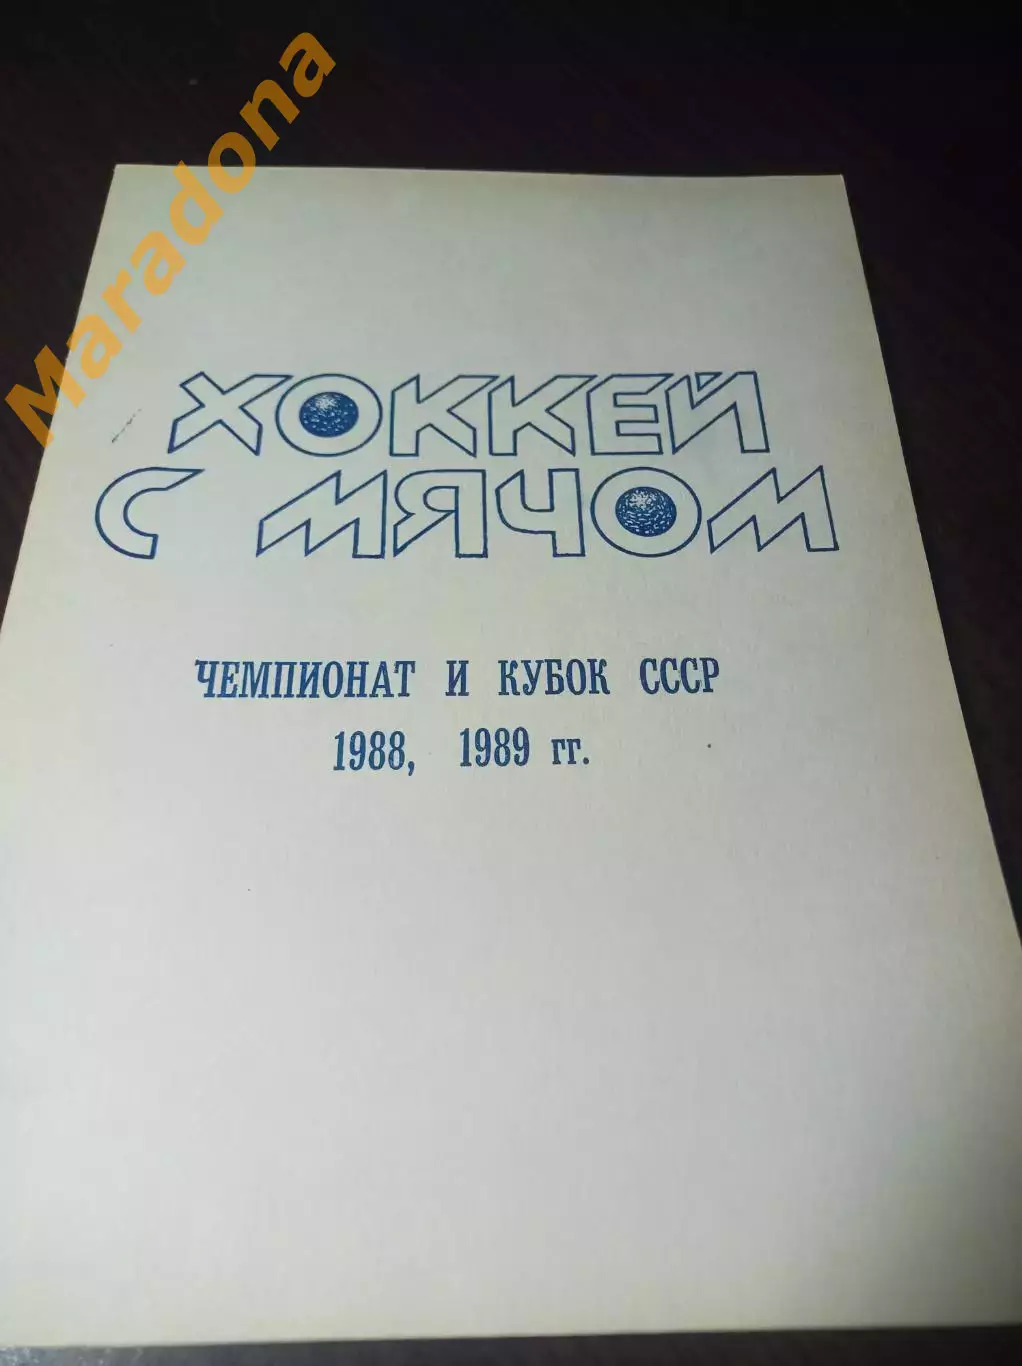 Maradona
ХОККЕЙ
С МЯЧОМ
ЧЕМПИОНАТ И КУБОК СССР
1988, 1989 гг.